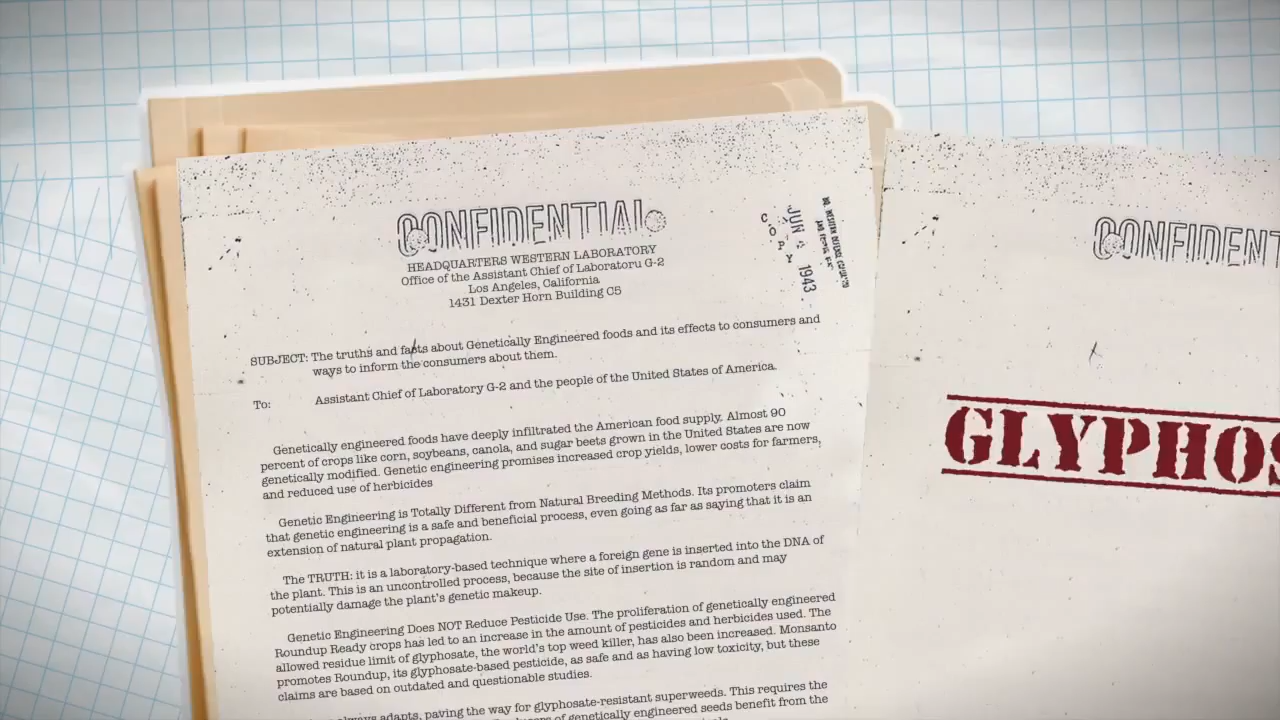 CONFIDENTIAL
HEADQUARTERS WESTERN LABORATORY
Office of the Assistant Chief of Laboratoru G-2
Los Angeles, California
1431 Dexter Horn Building C5
COPY
JUN 1943
SUBJECT: The truths and facts about Genetically Engineered foods and its effects to consumers and
ways to inform the consumers about them.
To: Assistant Chief of Laboratory G-2 and the people of the United States of America.
Genetically engineered foods have deeply infiltrated the American food supply. Almost 90
percent of crops like corn, soybeans, canola, and sugar beets grown in the United States are now
genetically modified. Genetic engineering promises increased crop yields, lower costs for farmers,
and reduced use of herbicides
Genetic Engineering is Totally Different from Natural Breeding Methods. Its promoters claim
that genetic engineering is a safe and beneficial process, even going as far as saying that it is an
extension of natural plant propagation.
The TRUTH: it is a laboratory-based technique where a foreign gene is inserted into the DNA of
the plant. This is an uncontrolled process, because the site of insertion is random and may
potentially damage the plant's genetic makeup.
Genetic Engineering Does NOT Reduce Pesticide Use. The proliferation of genetically engineered
Roundup Ready crops has led to an increase in the amount of pesticides and herbicides used. The
allowed residue limit of glyphosate, the world's top weed killer, has also been increased. Monsanto
promotes Roundup, its glyphosate-based pesticide, as safe and as having low toxicity, but these
claims are based on outdated and questionable studies.
always adapts, paving the way for glyphosate-resistant superweeds. This requires the
of genetically engineered seeds benefit from the
CONFIDENT
GLYPHOS